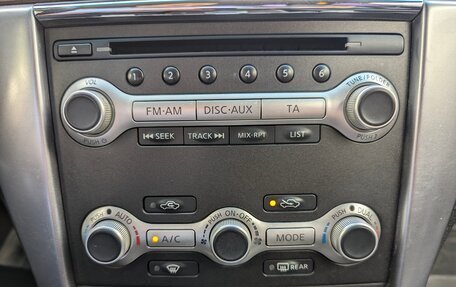 1 2 3 4 5 6
VOL TUNE/FOLDER
FM·AM DISC·AUX TA
PUSH PUSH
SEEK TRACK MIX·RPT LIST
PUSH AUTO PUSH ON·OFF PUSH DUAL
A/C MODE
REAR